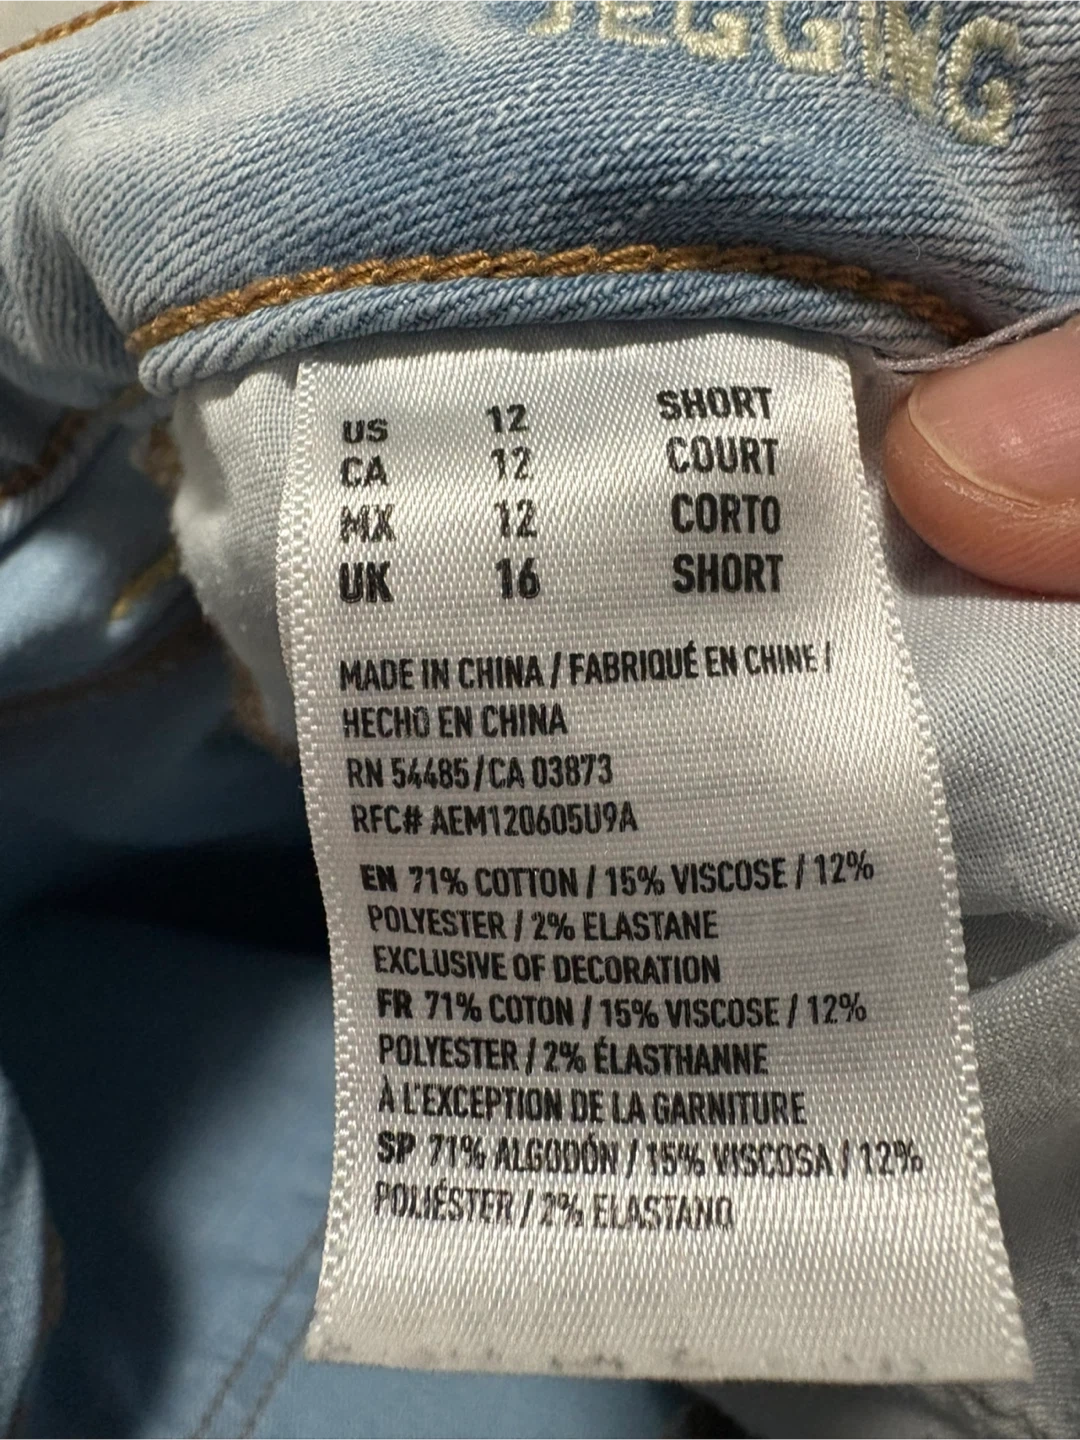 JEGGING
US 12 SHORT
CA 12 COURT
MX 12 CORTO
UK 16 SHORT
MADE IN CHINA / FABRIQUÉ EN CHINE /
HECHO EN CHINA
RN 54485/CA 03873
RFC# AEM120605U9A
EN 71% COTTON / 15% VISCOSE / 12%
POLYESTER / 2% ELASTANE
EXCLUSIVE OF DECORATION
FR 71% COTON / 15% VISCOSE / 12%
POLYESTER / 2% ÉLASTHANNE
À L'EXCEPTION DE LA GARNITURE
SP 71% ALGODÓN / 15% VISCOSA / 12%
POLIÉSTER / 2% ELASTANO